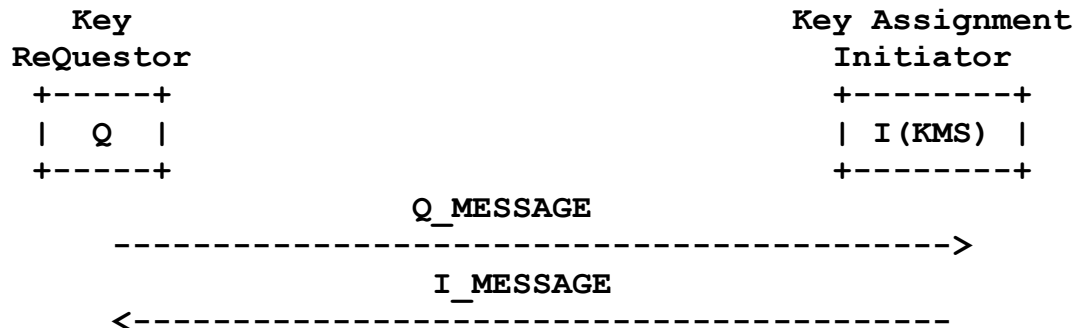 Key Key Assignment
ReQuestor Initiator
+-----+ +--------+
| Q | | I(KMS) |
+-----+ +--------+
Q_MESSAGE
------------------------------------------>
I_MESSAGE
<-----------------------------------------